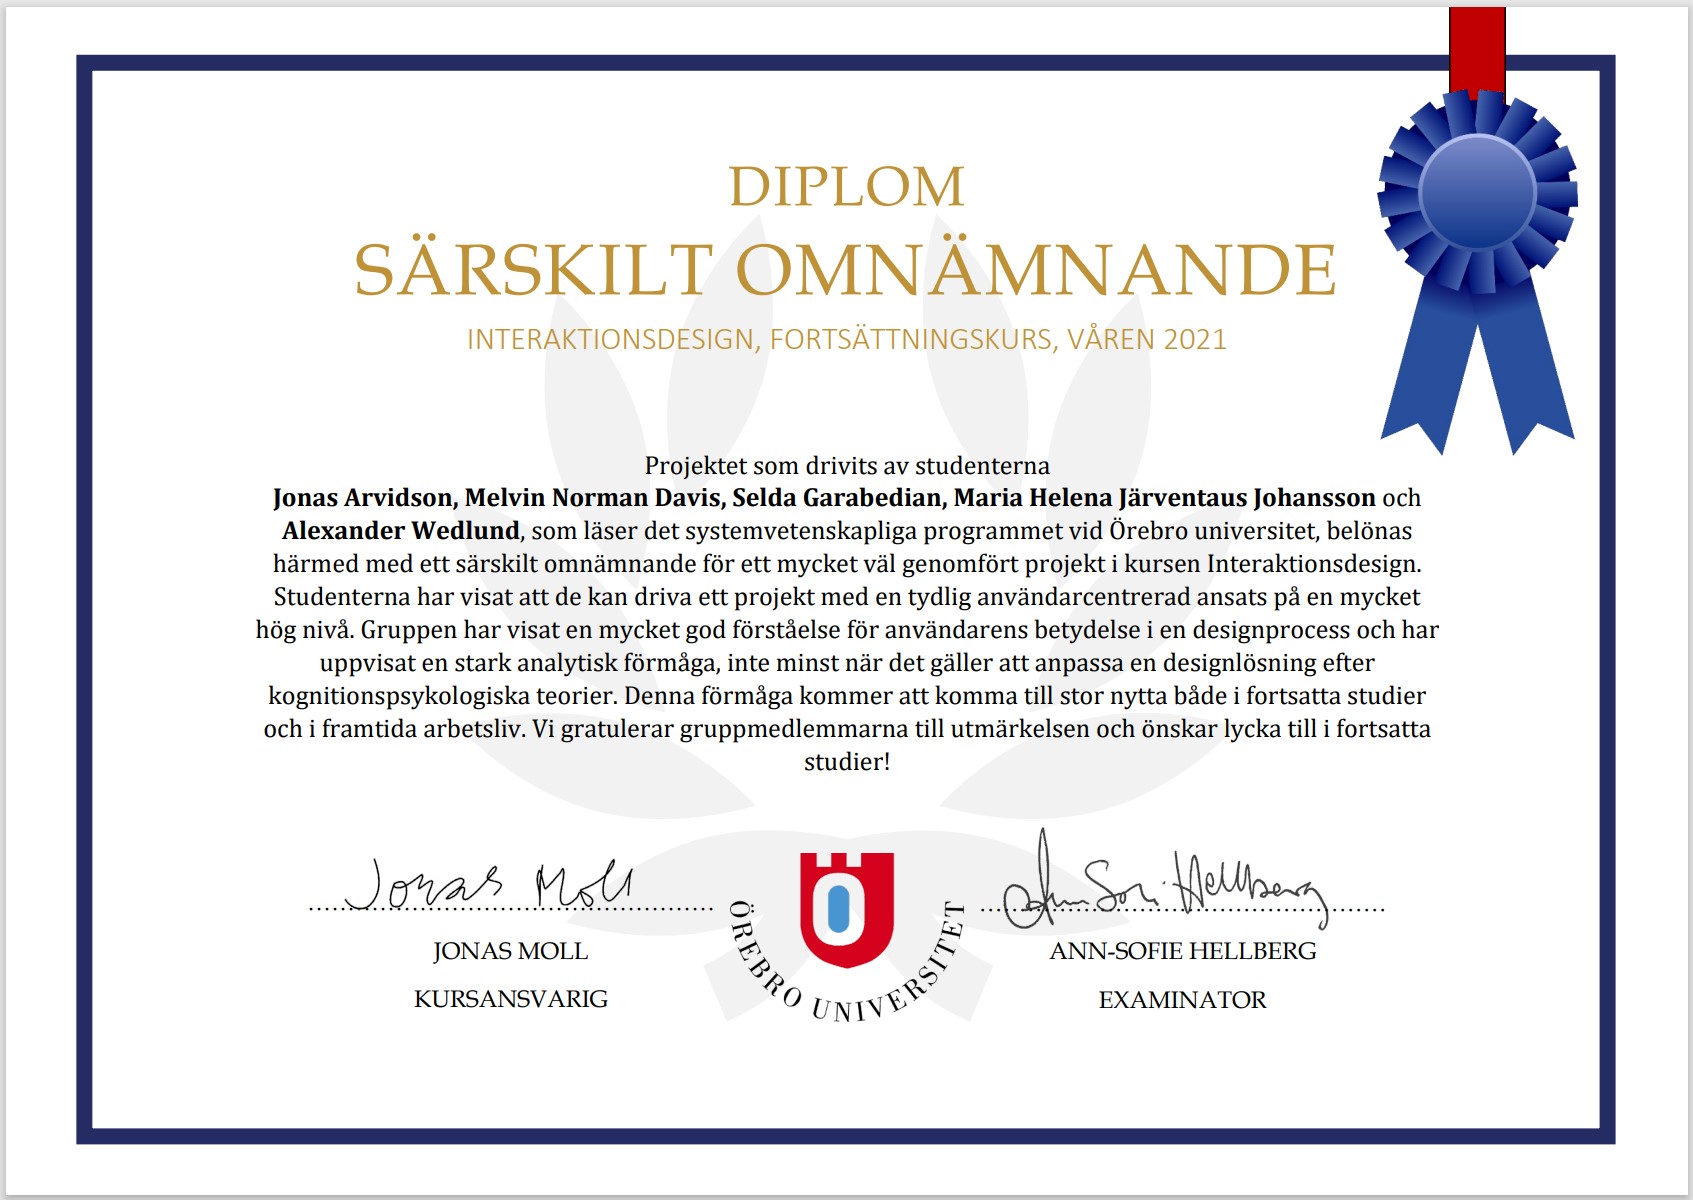 DIPLOM
SÄRSKILT OMNÄMNANDE
INTERAKTIONSDESIGN, FORTSÄTTNINGSKURS, VÅREN 2021
Projektet som drivits av studenterna
Jonas Arvidson, Melvin Norman Davis, Selda Garabedian, Maria Helena Järventaus Johansson och
Alexander Wedlund, som läser det systemvetenskapliga programmet vid Örebro universitet, belönas
härmed med ett särskilt omnämnande för ett mycket väl genomfört projekt i kursen Interaktionsdesign.
Studenterna har visat att de kan driva ett projekt med en tydlig användarcentrerad ansats på en mycket
hög nivå. Gruppen har visat en mycket god förståelse för användarens betydelse i en designprocess och har
uppvisat en stark analytisk förmåga, inte minst när det gäller att anpassa en designlösning efter
kognitionspsykologiska teorier. Denna förmåga kommer att komma till stor nytta både i fortsatta studier
och i framtida arbetsliv. Vi gratulerar gruppmedlemmarna till utmärkelsen och önskar lycka till i fortsatta
studier!
Jonas Moll
Ann-Sofie Hellberg
JONAS MOLL
KURSANSVARIG
ÖREBRO UNIVERSITET
ANN-SOFIE HELLBERG
EXAMINATOR